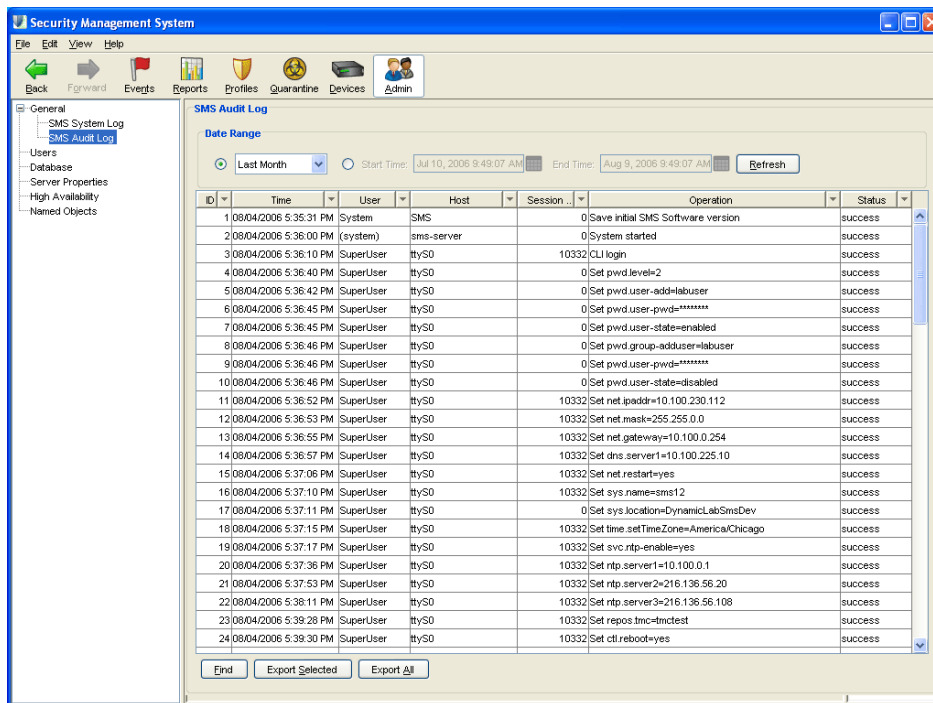 Security Management System
File Edit View Help
Back Forward Events Reports Profiles Quarantine Devices Admin
General
SMS System Log
SMS Audit Log
Users
Database
Server Properties
High Availability
Named Objects
SMS Audit Log
Date Range
Last Month Start Time: Jul 10, 2006 9:49:07 AM End Time: Aug 9, 2006 9:49:07 AM Refresh
ID Time User Host Session .. Operation Status
1 08/04/2006 5:35:31 PM System SMS 0 Save initial SMS Software version success
2 08/04/2006 5:36:00 PM (system) sms-server 0 System started success
3 08/04/2006 5:36:10 PM SuperUser ttyS0 10332 CLI login success
4 08/04/2006 5:36:40 PM SuperUser ttyS0 0 Set pwd.level=2 success
5 08/04/2006 5:36:42 PM SuperUser ttyS0 0 Set pwd.user-add=labuser success
6 08/04/2006 5:36:45 PM SuperUser ttyS0 0 Set pwd.user-pwd=******** success
7 08/04/2006 5:36:45 PM SuperUser ttyS0 0 Set pwd.user-state=enabled success
8 08/04/2006 5:36:46 PM SuperUser ttyS0 0 Set pwd.group-adduser=labuser success
9 08/04/2006 5:36:46 PM SuperUser ttyS0 0 Set pwd.user-pwd=******** success
10 08/04/2006 5:36:46 PM SuperUser ttyS0 0 Set pwd.user-state=disabled success
11 08/04/2006 5:36:52 PM SuperUser ttyS0 10332 Set net.ipaddr=10.100.230.112 success
12 08/04/2006 5:36:53 PM SuperUser ttyS0 10332 Set net.mask=255.255.0.0 success
13 08/04/2006 5:36:55 PM SuperUser ttyS0 10332 Set net.gateway=10.100.0.254 success
14 08/04/2006 5:36:57 PM SuperUser ttyS0 10332 Set dns.server1=10.100.225.10 success
15 08/04/2006 5:37:06 PM SuperUser ttyS0 10332 Set net.restart=yes success
16 08/04/2006 5:37:10 PM SuperUser ttyS0 10332 Set sys.name=sms12 success
17 08/04/2006 5:37:11 PM SuperUser ttyS0 0 Set sys.location=DynamicLabSmsDev success
18 08/04/2006 5:37:15 PM SuperUser ttyS0 10332 Set time.setTimeZone=America/Chicago success
19 08/04/2006 5:37:17 PM SuperUser ttyS0 10332 Set svc.ntp-enable=yes success
20 08/04/2006 5:37:36 PM SuperUser ttyS0 10332 Set ntp.server1=10.100.0.1 success
21 08/04/2006 5:37:53 PM SuperUser ttyS0 10332 Set ntp.server2=216.136.56.20 success
22 08/04/2006 5:38:11 PM SuperUser ttyS0 10332 Set ntp.server3=216.136.56.108 success
23 08/04/2006 5:39:28 PM SuperUser ttyS0 10332 Set repos.tmc=tmctest success
24 08/04/2006 5:39:30 PM SuperUser ttyS0 10332 Set ctl.reboot=yes success
Find Export Selected Export All